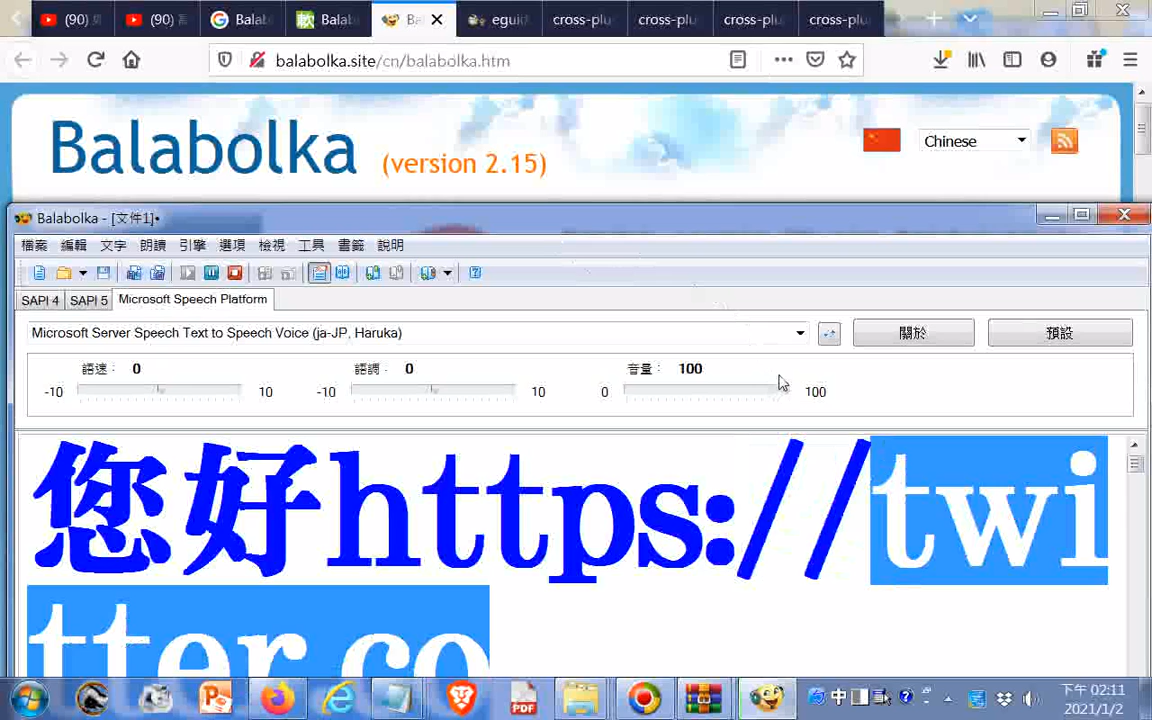 (90)
(90)
Balab
Balab
Ba
eguid
cross-plu
cross-plu
cross-plu
cross-plu
balabolka.site/cn/balabolka.htm
Balabolka (version 2.15)
Chinese
Balabolka - [文件1]•
檔案 編輯 文字 朗讀 引擎 選項 檢視 工具 書籤 說明
SAPI 4 SAPI 5 Microsoft Speech Platform
Microsoft Server Speech Text to Speech Voice (ja-JP, Haruka)
關於
預設
語速： 0
語調： 0
音量： 100
-10 10 -10 10 0 100
您好https://twi
tter.co
中
下午 02:11
2021/1/2